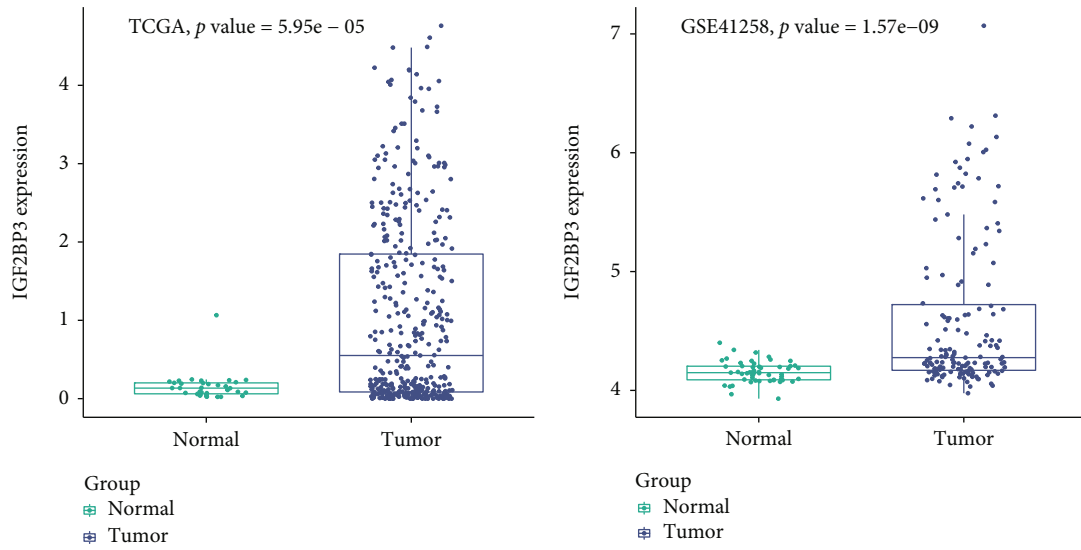 TCGA, p value = 5.95e − 05
4
3
2
1
0
IGF2BP3 expression
Normal
Tumor
Group
Normal
Tumor
GSE41258, p value = 1.57e−09
7
6
5
4
IGF2BP3 expression
Normal
Tumor
Group
Normal
Tumor